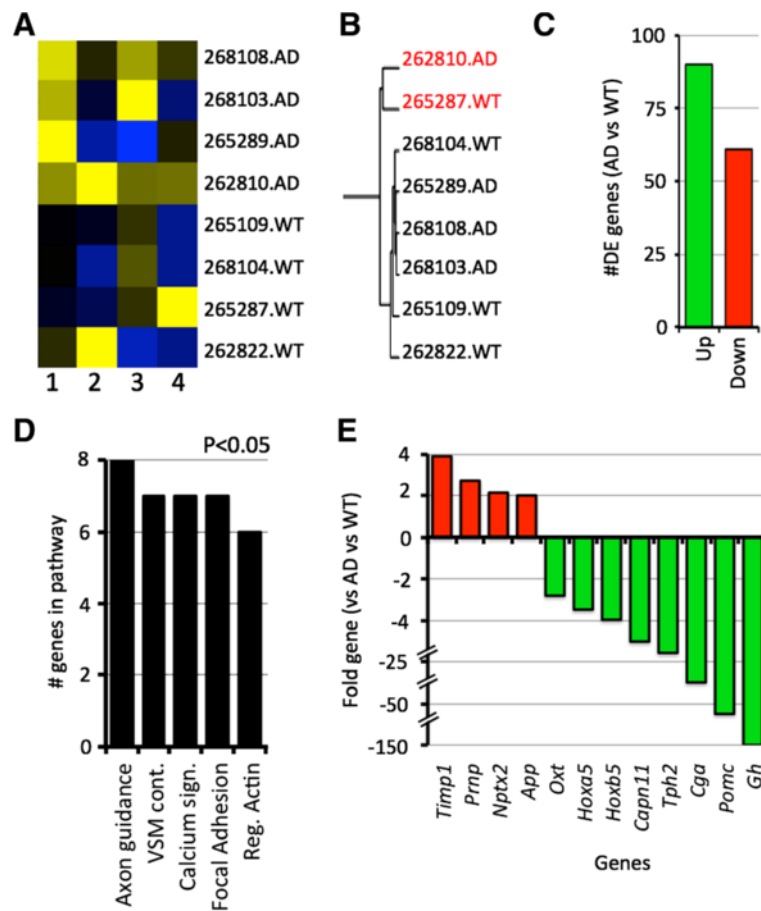 A
268108.AD
268103.AD
265289.AD
262810.AD
265109.WT
268104.WT
265287.WT
262822.WT
1 2 3 4
B
262810.AD
265287.WT
268104.WT
265289.AD
268108.AD
268103.AD
265109.WT
262822.WT
C
#DE genes (AD vs WT)
100
75
50
25
0
Up
Down
D
P<0.05
# genes in pathway
8
6
4
2
0
Axon guidance
VSM cont.
Calcium sign.
Focal Adhesion
Reg. Actin
E
Fold gene (vs AD vs WT)
4
2
0
-2
-4
-25
-50
-150
Timp1
Prnp
Nptx2
App
Oxt
Hoxa5
Hoxb5
Capn11
Tph2
Cga
Pomc
Gh
Genes